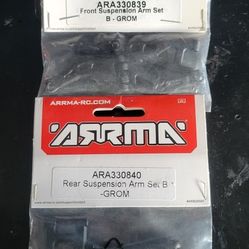 ARA330839
Front Suspension Arm Set
B - GROM
ARRMA-RC.COM
ARRMA
ARA330840
Rear Suspension Arm Set B
-GROM